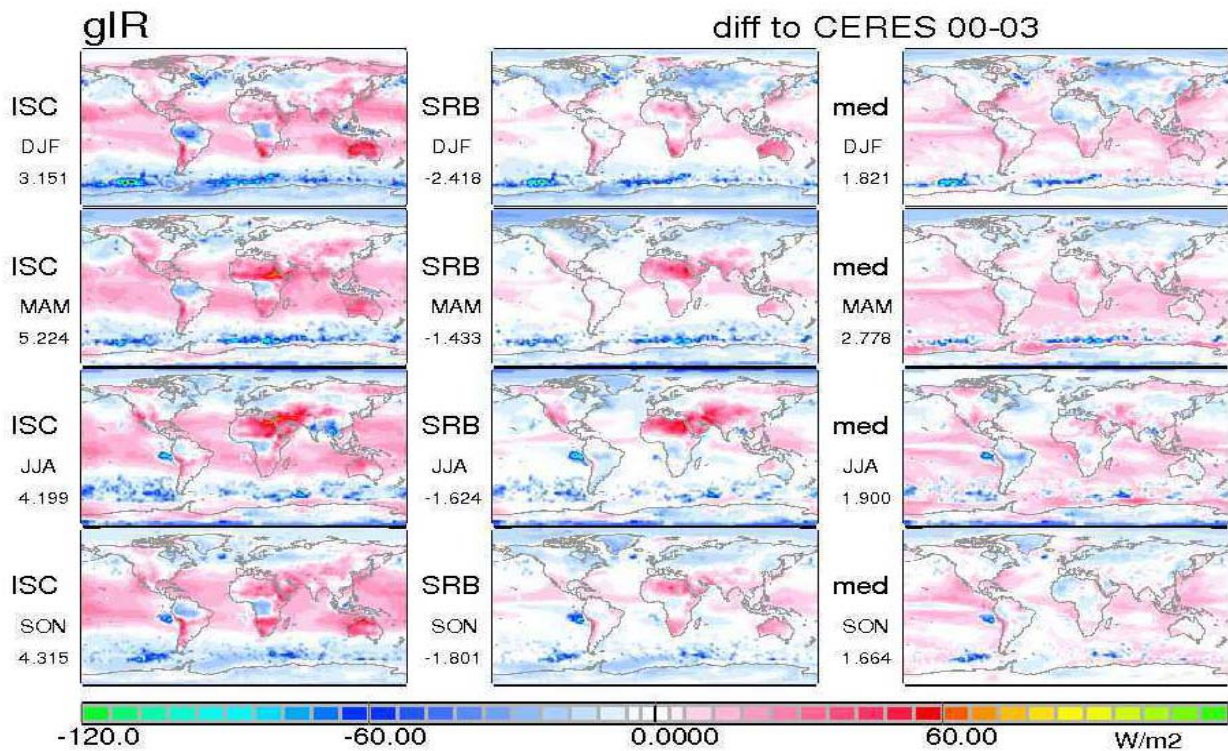 gIR diff to CERES 00-03
ISC SRB med
DJF DJF DJF
3.151 -2.418 1.821
ISC SRB med
MAM MAM MAM
5.224 -1.433 2.778
ISC SRB med
JJA JJA JJA
4.199 -1.624 1.900
ISC SRB med
SON SON SON
4.315 -1.801 1.664
-120.0 -60.00 0.0000 60.00 W/m2